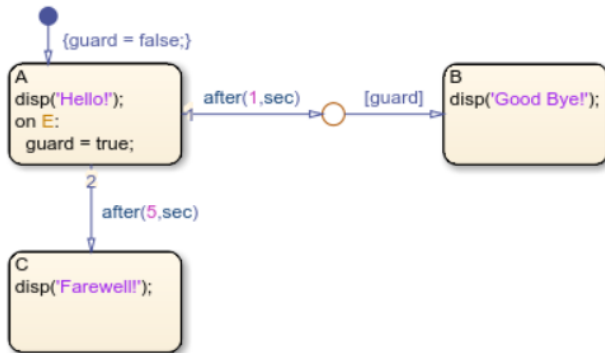 {guard = false;}
A
disp('Hello!');
on E:
guard = true;
1
after(1,sec)
[guard]
B
disp('Good Bye!');
2
after(5,sec)
C
disp('Farewell!');